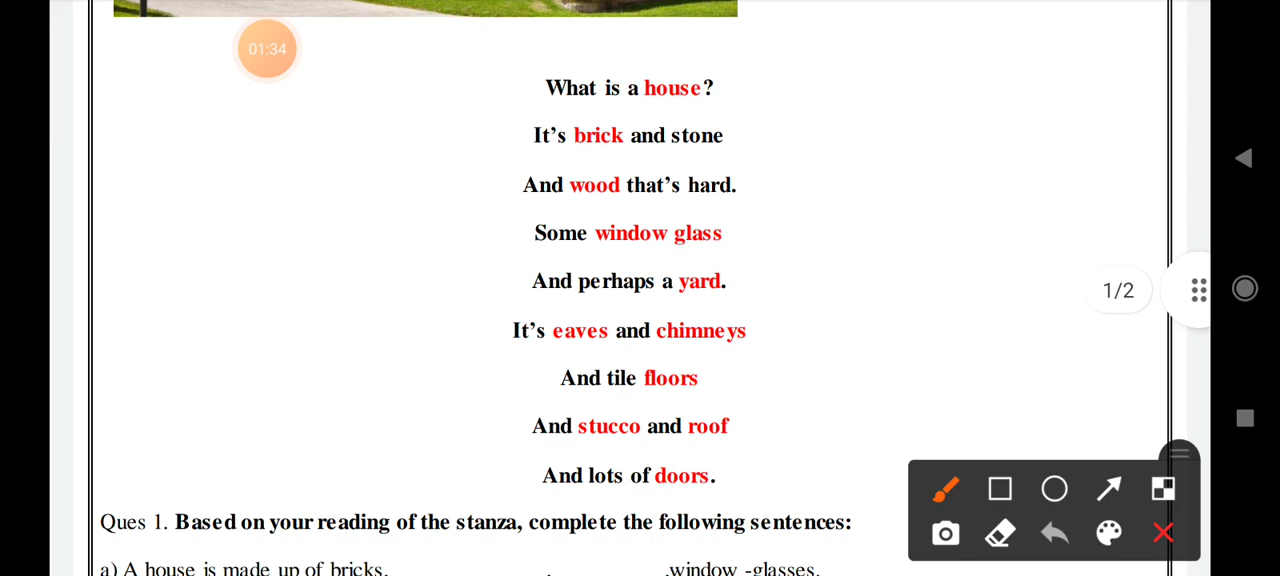 01:34
What is a house?
It's brick and stone
And wood that's hard.
Some window glass
And perhaps a yard.
1/2
It's eaves and chimneys
And tile floors
And stucco and roof
And lots of doors.
Ques 1. Based on your reading of the stanza, complete the following sentences:
a) A house is made up of bricks, , ,window -glasses,